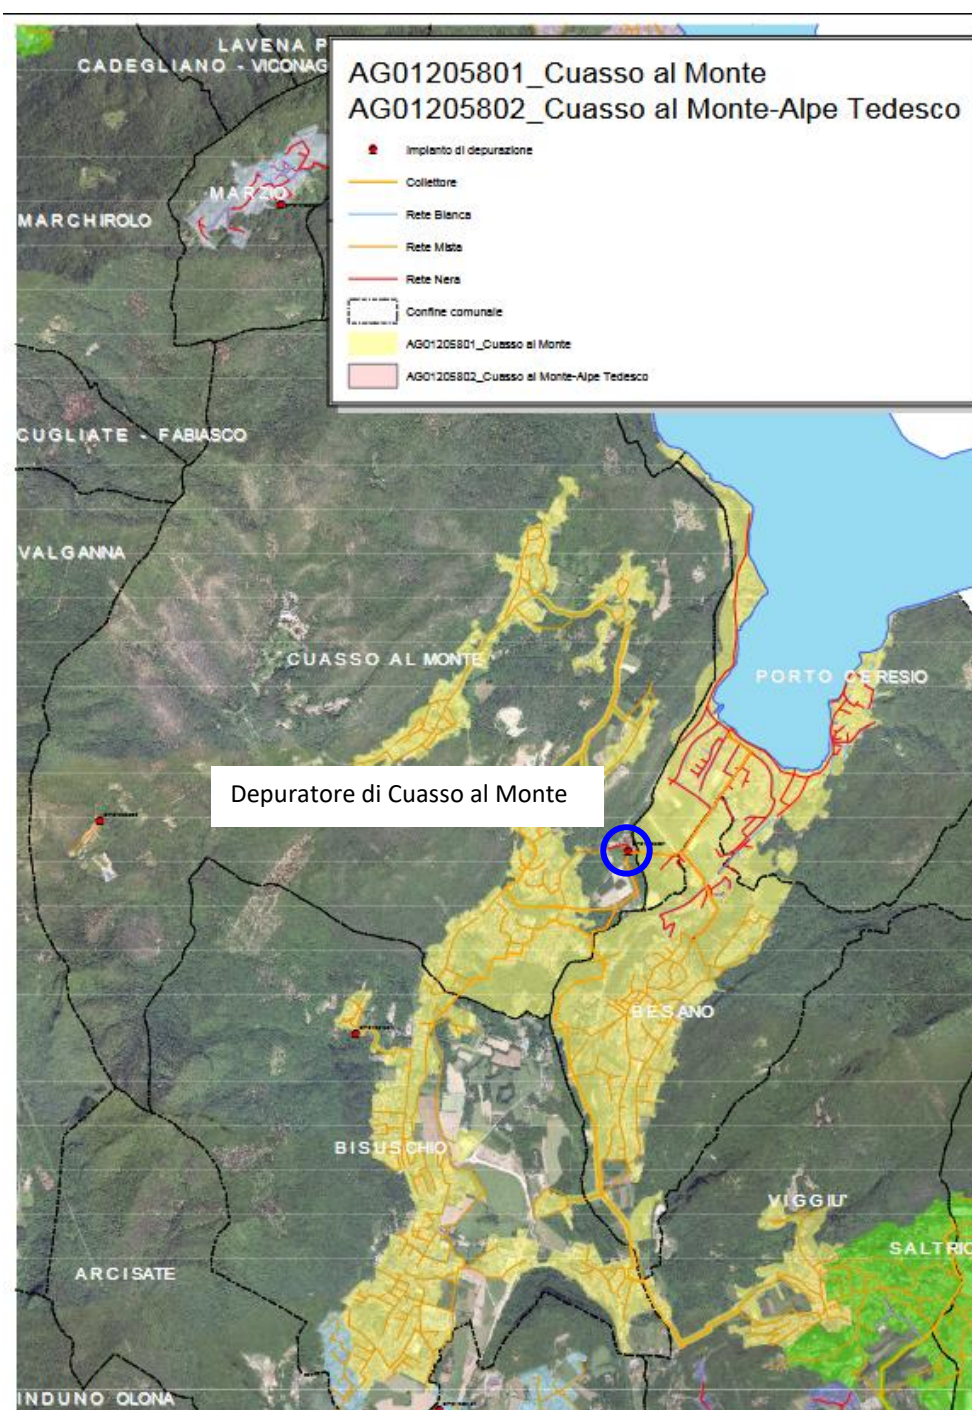 LAVENA P
CADEGLIANO - VICONAG
AG01205801_Cuasso al Monte
AG01205802_Cuasso al Monte-Alpe Tedesco
Impianto di depurazione
Collettore
Rete Bianca
Rete Mista
Rete Nera
Confine comunale
AG01205801_Cuasso al Monte
AG01205802_Cuasso al Monte-Alpe Tedesco
MARZIO
MARCHIROLO
CUGLIATE - FABIASCO
VALGANNA
CUASSO AL MONTE
PORTO CERESIO
Depuratore di Cuasso al Monte
BESANO
BISUSCHIO
VIGGIU'
SALTRIO
ARCISATE
INDUNO OLONA